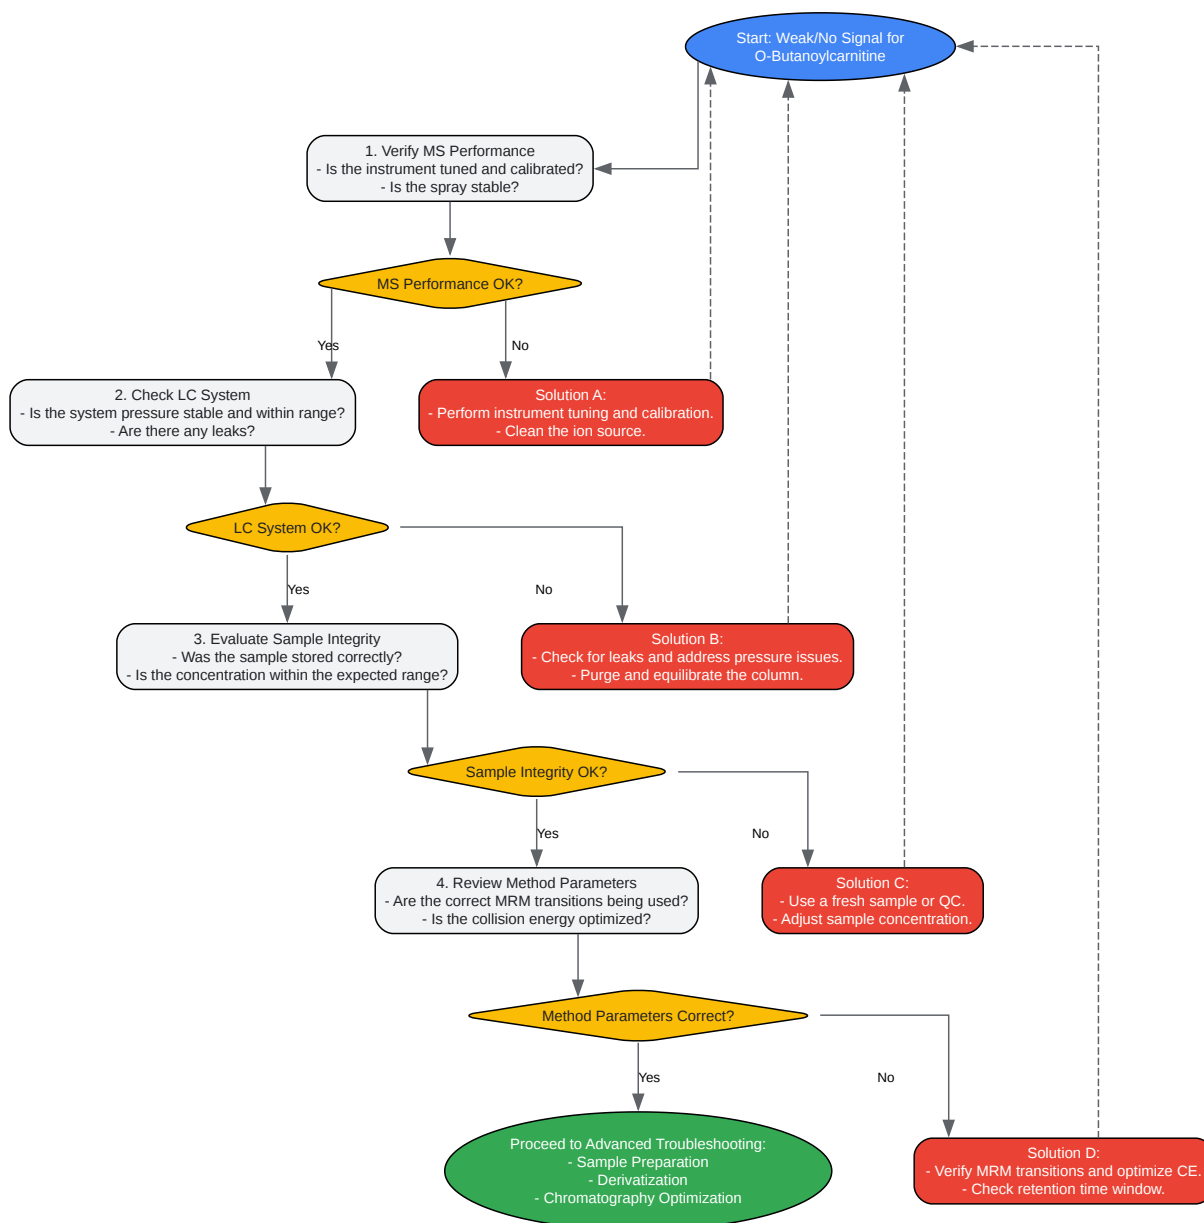 Start: Weak/No Signal for
O-Butanoylcarnitine
1. Verify MS Performance
- Is the instrument tuned and calibrated?
- Is the spray stable?
MS Performance OK?
Yes
No
2. Check LC System
- Is the system pressure stable and within range?
- Are there any leaks?
Solution A:
- Perform instrument tuning and calibration.
- Clean the ion source.
LC System OK?
Yes
No
3. Evaluate Sample Integrity
- Was the sample stored correctly?
- Is the concentration within the expected range?
Solution B:
- Check for leaks and address pressure issues.
- Purge and equilibrate the column.
Sample Integrity OK?
Yes
No
4. Review Method Parameters
- Are the correct MRM transitions being used?
- Is the collision energy optimized?
Solution C:
- Use a fresh sample or QC.
- Adjust sample concentration.
Method Parameters Correct?
Yes
No
Proceed to Advanced Troubleshooting:
- Sample Preparation
- Derivatization
- Chromatography Optimization
Solution D:
- Verify MRM transitions and optimize CE.
- Check retention time window.